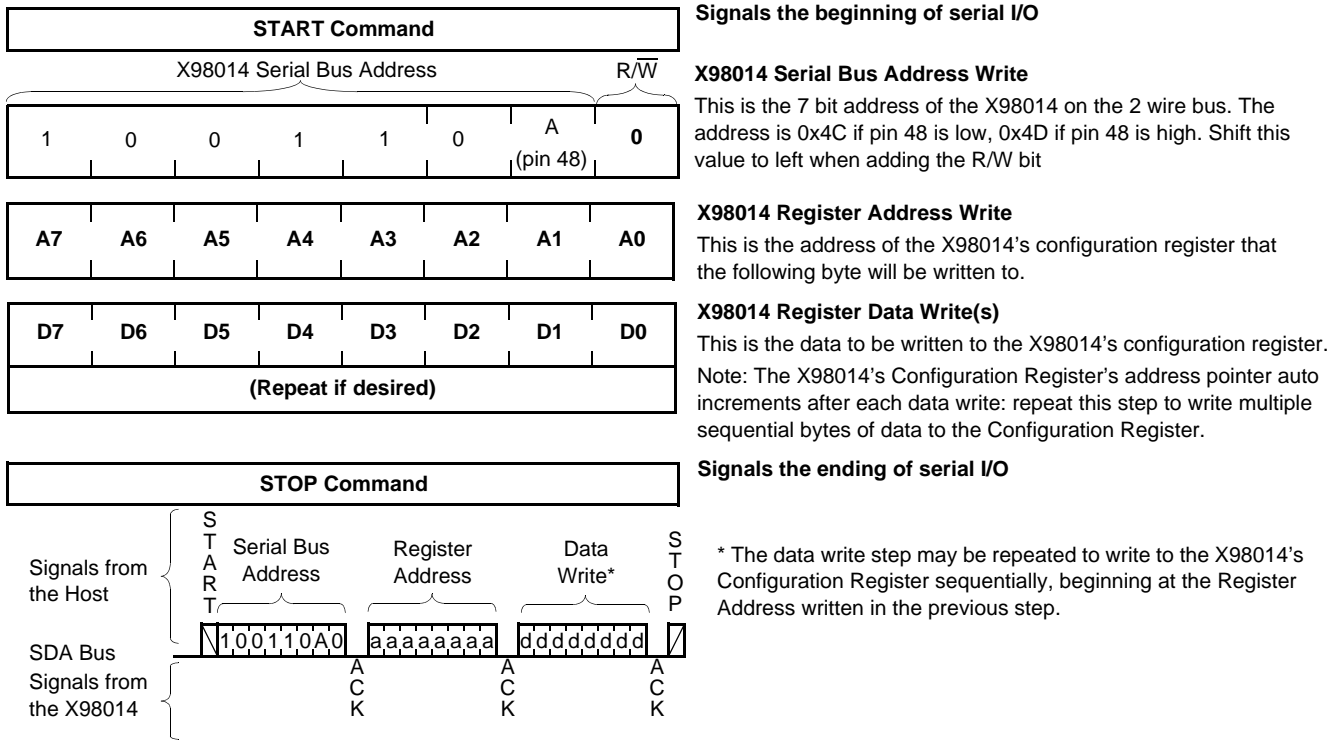 START Command
Signals the beginning of serial I/O
X98014 Serial Bus Address
R/W
1 0 0 1 1 0 A (pin 48) 0
X98014 Serial Bus Address Write
This is the 7 bit address of the X98014 on the 2 wire bus. The
address is 0x4C if pin 48 is low, 0x4D if pin 48 is high. Shift this
value to left when adding the R/W bit
A7 A6 A5 A4 A3 A2 A1 A0
X98014 Register Address Write
This is the address of the X98014's configuration register that
the following byte will be written to.
D7 D6 D5 D4 D3 D2 D1 D0
(Repeat if desired)
X98014 Register Data Write(s)
This is the data to be written to the X98014's configuration register.
Note: The X98014's Configuration Register's address pointer auto
increments after each data write: repeat this step to write multiple
sequential bytes of data to the Configuration Register.
STOP Command
Signals the ending of serial I/O
Signals from
the Host
START
Serial Bus
Address
Register
Address
Data
Write*
STOP
SDA Bus
100110A0
aaaaaaaa
dddddddd
Signals from
the X98014
ACK
ACK
ACK
* The data write step may be repeated to write to the X98014's
Configuration Register sequentially, beginning at the Register
Address written in the previous step.